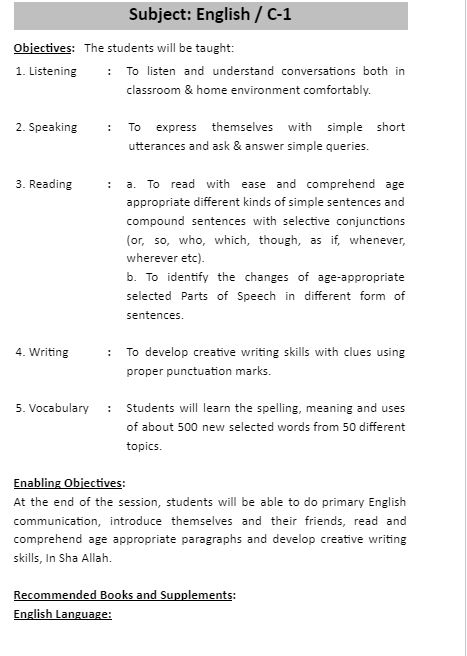 Subject: English / C-1
Objectives: The students will be taught:
1. Listening : To listen and understand conversations both in
classroom & home environment comfortably.
2. Speaking : To express themselves with simple short
utterances and ask & answer simple queries.
3. Reading : a. To read with ease and comprehend age
appropriate different kinds of simple sentences and
compound sentences with selective conjunctions
(or, so, who, which, though, as if, whenever,
wherever etc).
b. To identify the changes of age-appropriate
selected Parts of Speech in different form of
sentences.
4. Writing : To develop creative writing skills with clues using
proper punctuation marks.
5. Vocabulary : Students will learn the spelling, meaning and uses
of about 500 new selected words from 50 different
topics.
Enabling Objectives:
At the end of the session, students will be able to do primary English
communication, introduce themselves and their friends, read and
comprehend age appropriate paragraphs and develop creative writing
skills, In Sha Allah.
Recommended Books and Supplements:
English Language: